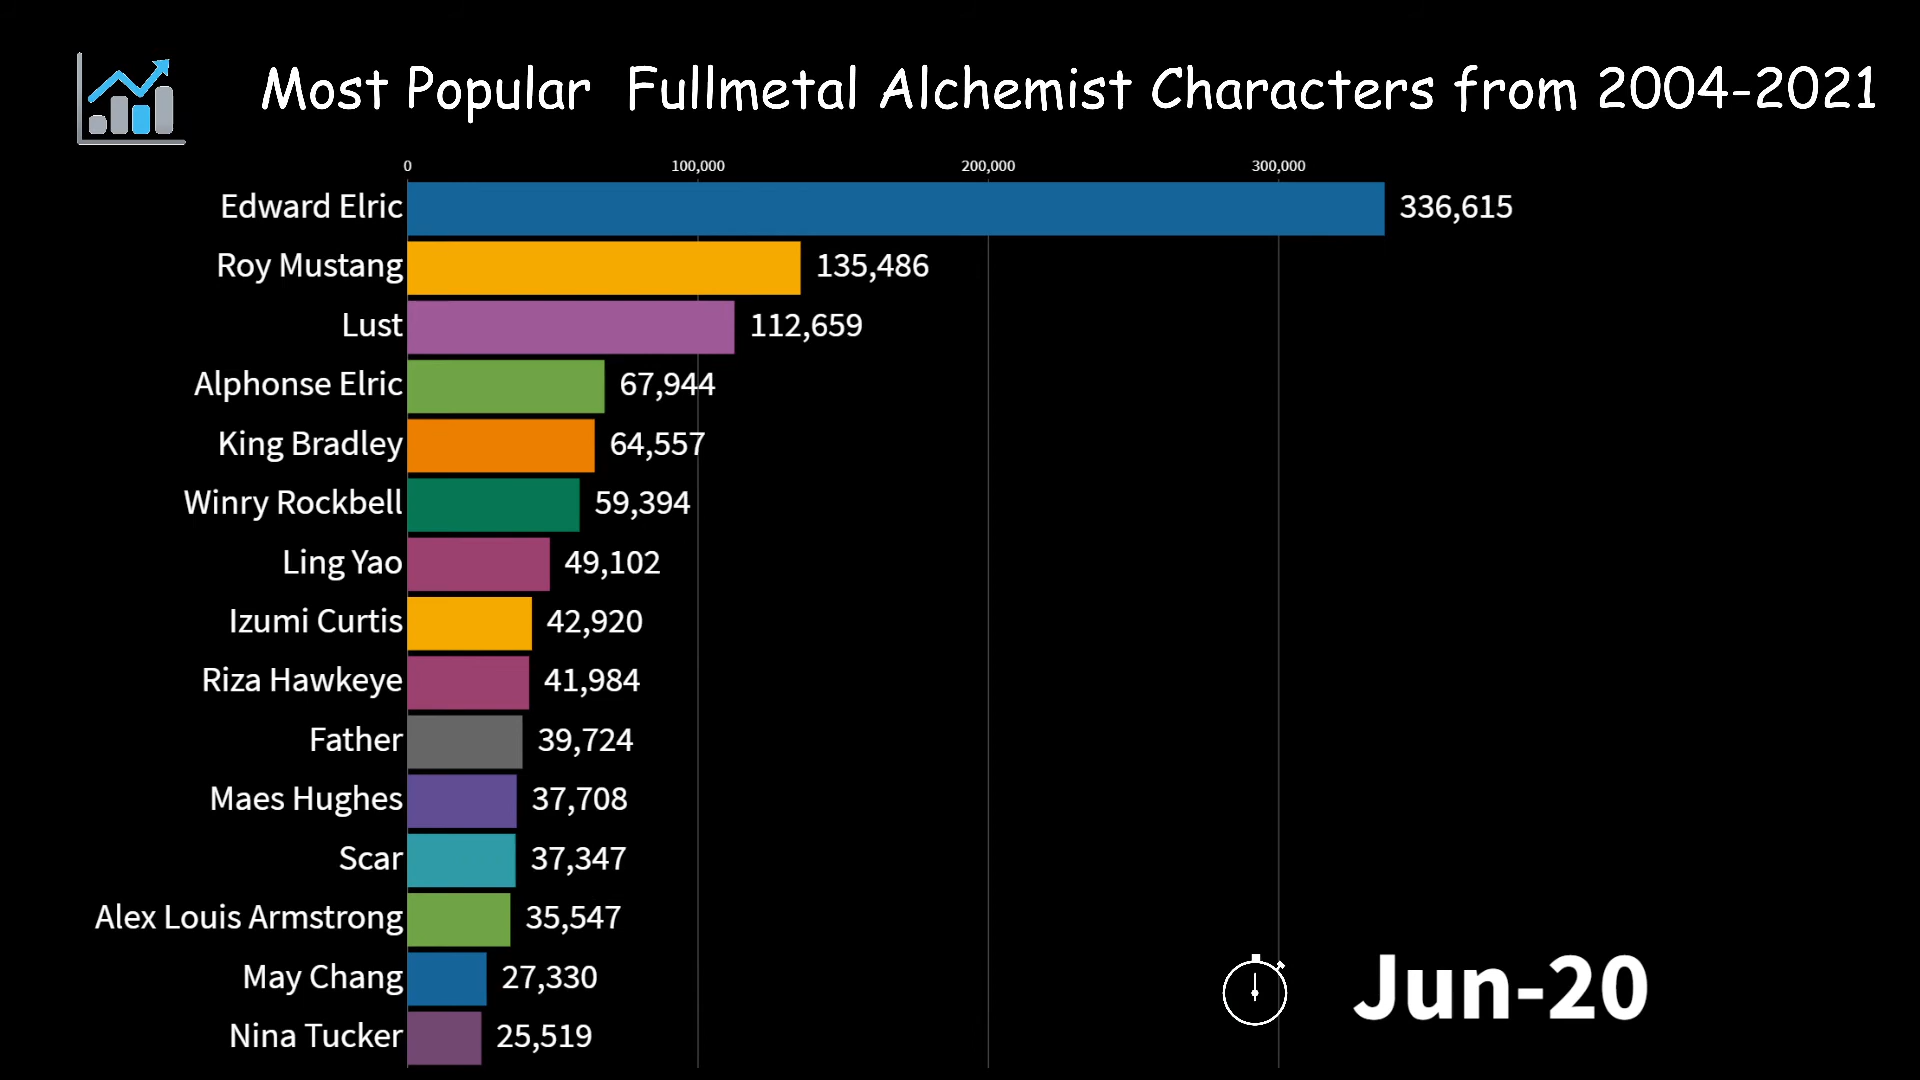 Most Popular  Fullmetal Alchemist Characters from 2004-2021
0 100,000 200,000 300,000
Edward Elric 336,615
Roy Mustang 135,486
Lust 112,659
Alphonse Elric 67,944
King Bradley 64,557
Winry Rockbell 59,394
Ling Yao 49,102
Izumi Curtis 42,920
Riza Hawkeye 41,984
Father 39,724
Maes Hughes 37,708
Scar 37,347
Alex Louis Armstrong 35,547
May Chang 27,330
Nina Tucker 25,519
Jun-20